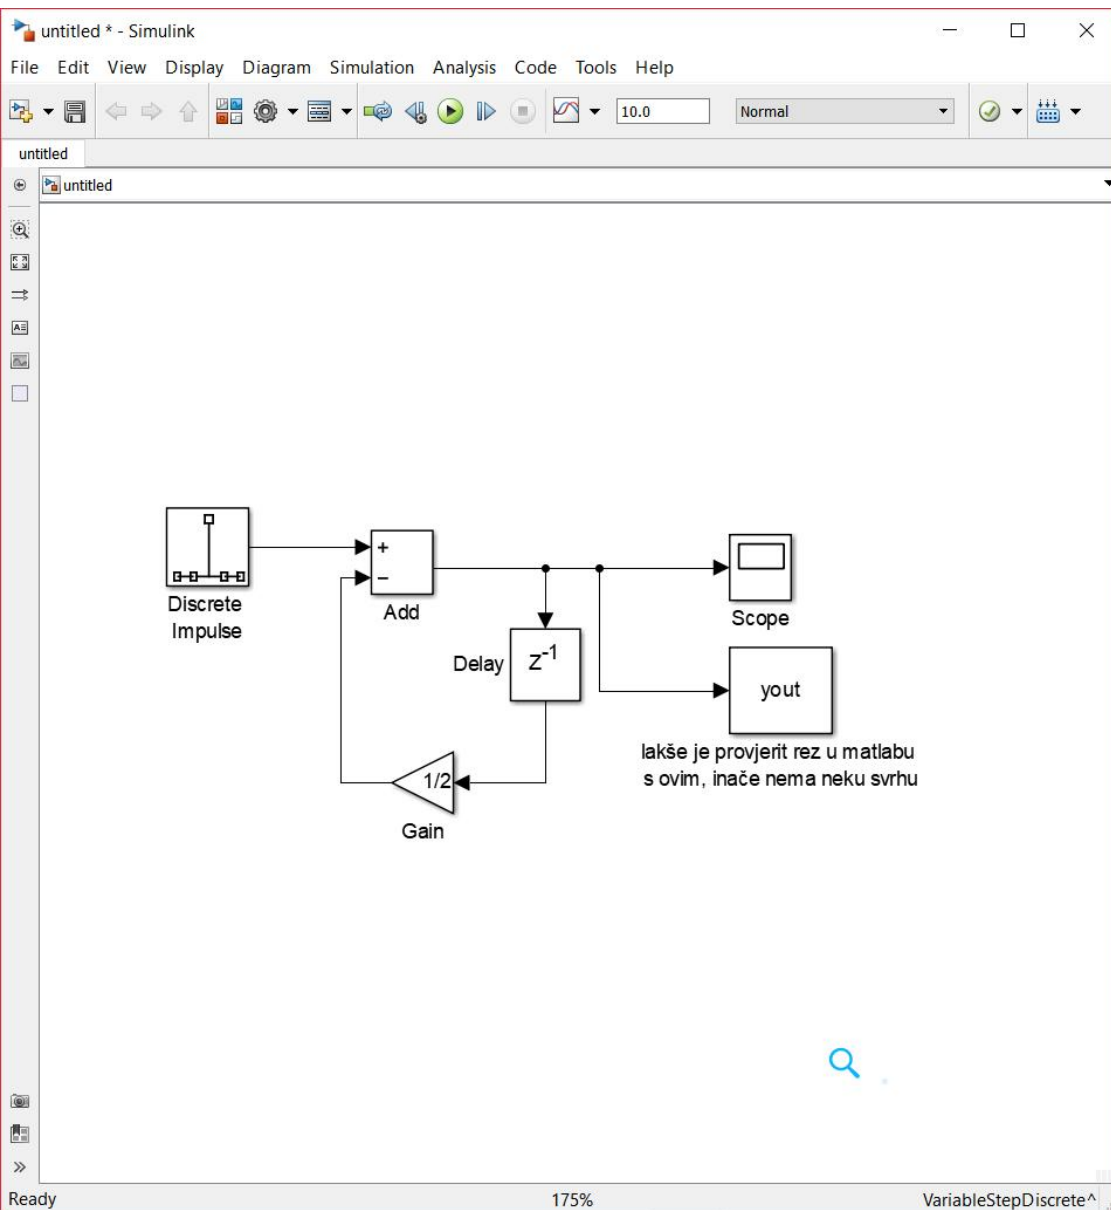 untitled * - Simulink
File Edit View Display Diagram Simulation Analysis Code Tools Help
10.0 Normal
untitled
untitled
Discrete
Impulse
+
−
Add
Scope
Delay
z-1
yout
lakše je provjerit rez u matlabu
s ovim, inače nema neku svrhu
1/2
Gain
Ready 175% VariableStepDiscrete^